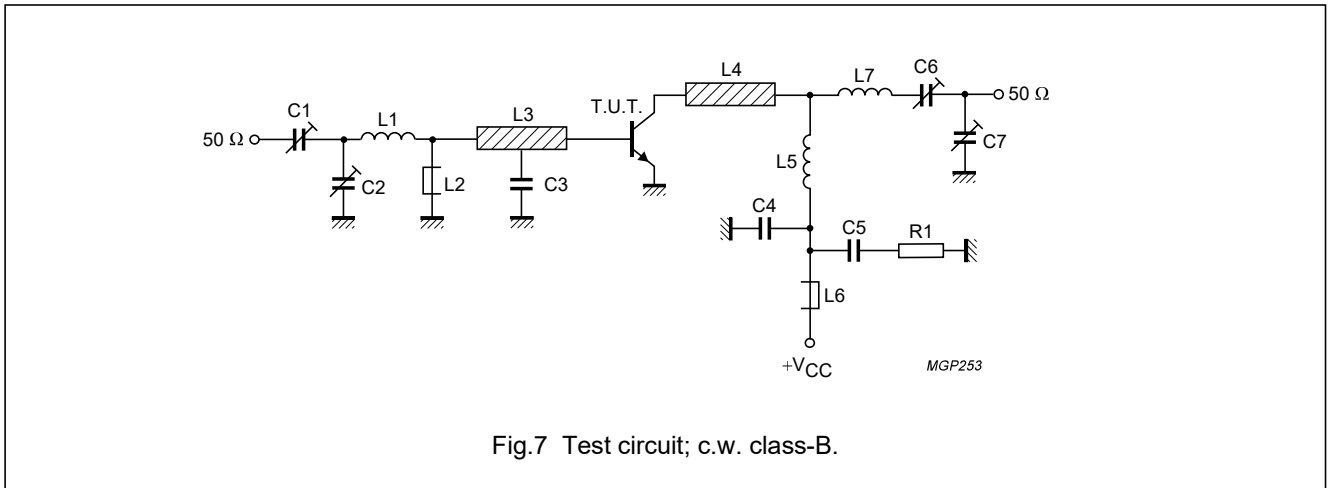 L4
L7
C6
50 Ω
T.U.T.
C1
L1
L3
50 Ω
C7
C2
L2
C3
L5
C4
C5
R1
L6
+VCC
MGP253
Fig.7 Test circuit; c.w. class-B.